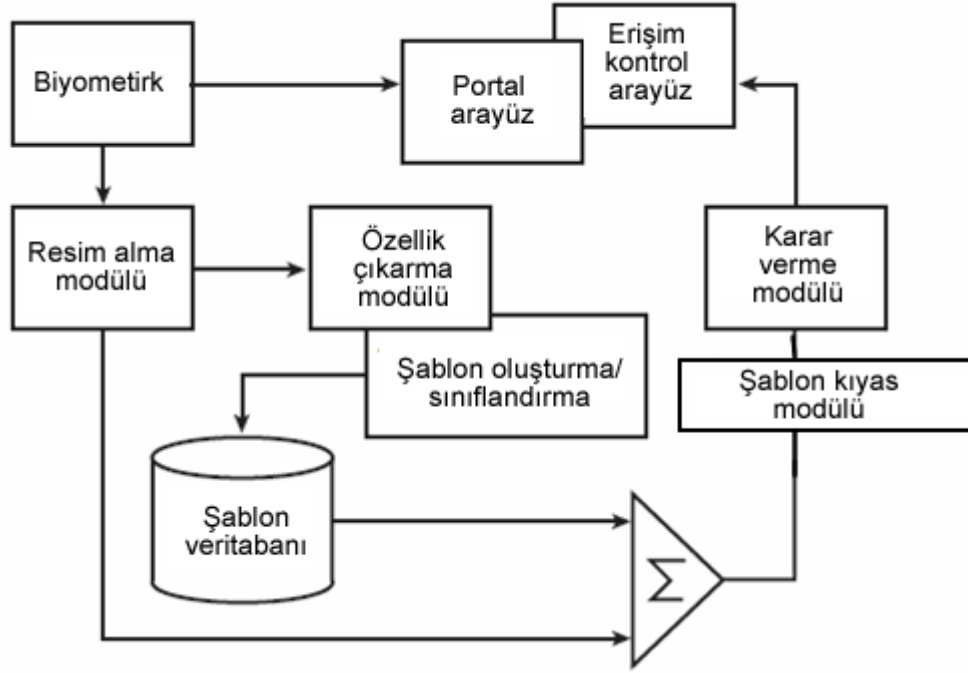 Biyometirk
Portal
arayüz
Erişim
kontrol
arayüz
Resim alma
modülü
Özellik
çıkarma
modülü
Karar
verme
modülü
Şablon oluşturma/
sınıflandırma
Şablon kıyas
modülü
Şablon
veritabanı
Σ